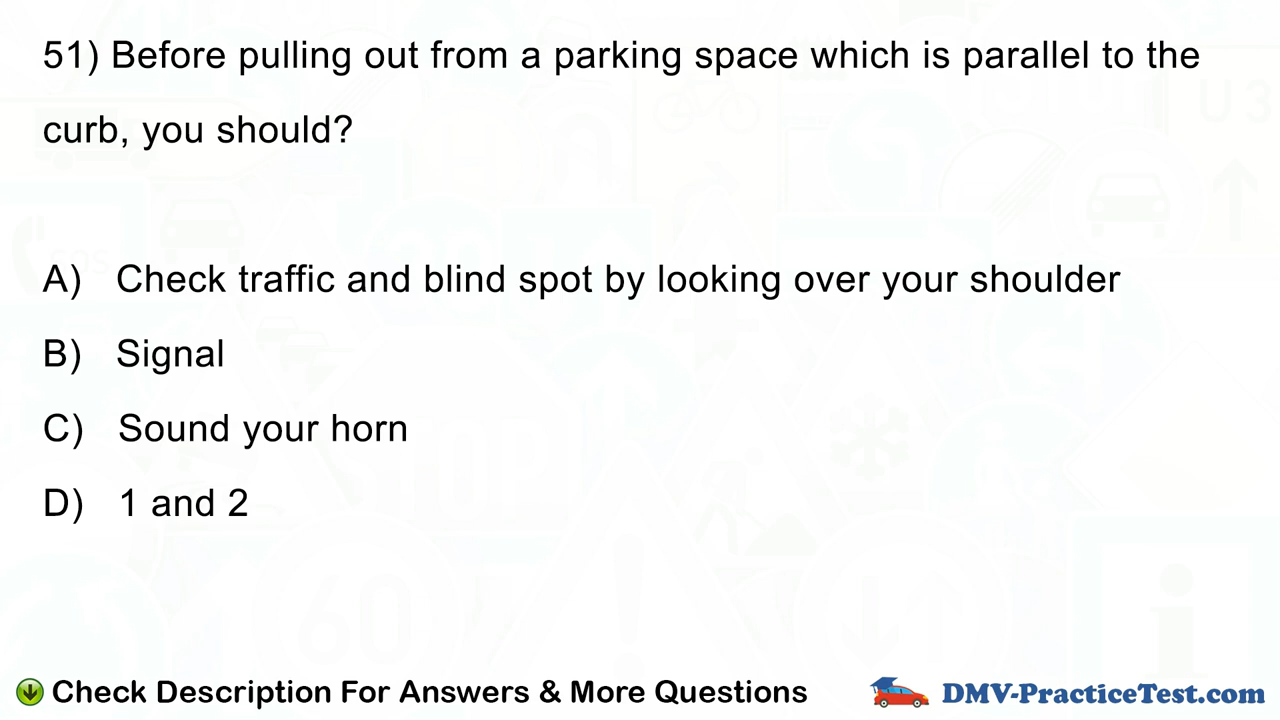 51) Before pulling out from a parking space which is parallel to the
curb, you should?
A) Check traffic and blind spot by looking over your shoulder
B) Signal
C) Sound your horn
D) 1 and 2
Check Description For Answers & More Questions
DMV-PracticeTest.com